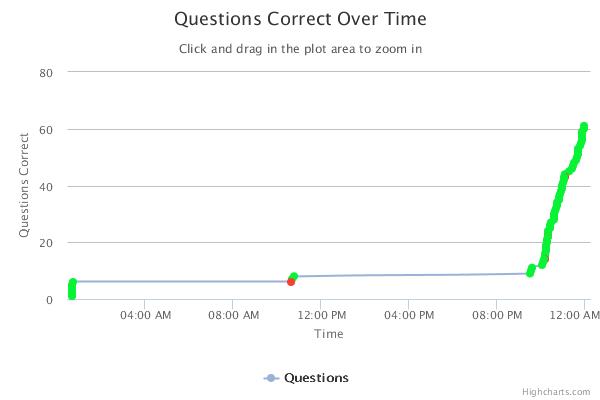 Questions Correct Over Time
Click and drag in the plot area to zoom in
Questions Correct
80
60
40
20
0
04:00 AM 08:00 AM 12:00 PM 04:00 PM 08:00 PM 12:00 AM
Time
Questions
Highcharts.com